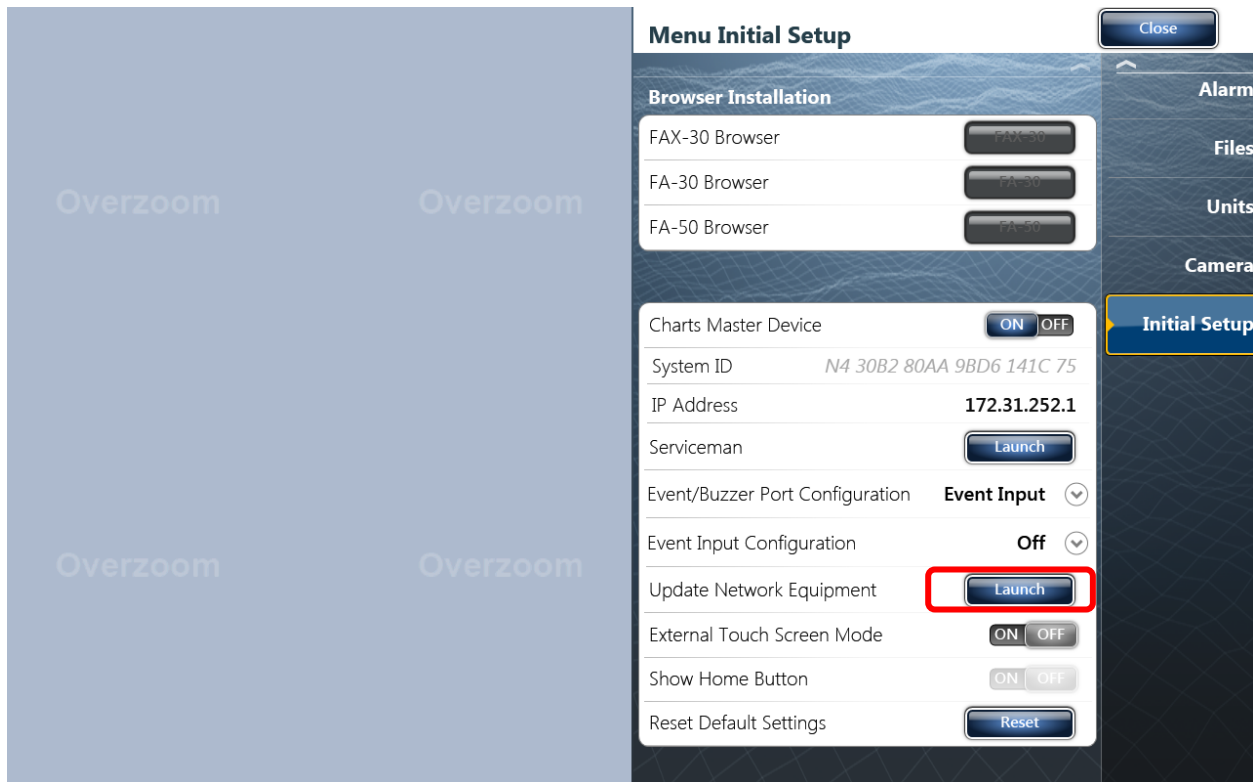 Menu Initial Setup
Close
Browser Installation
FAX-30 Browser FAX-30
FA-30 Browser FA-30
FA-50 Browser FA-50
Charts Master Device ON OFF
System ID N4 30B2 80AA 9BD6 141C 75
IP Address 172.31.252.1
Serviceman Launch
Event/Buzzer Port Configuration Event Input
Event Input Configuration Off
Update Network Equipment Launch
External Touch Screen Mode ON OFF
Show Home Button ON OFF
Reset Default Settings Reset
Alarm
Files
Units
Camera
Initial Setup
Overzoom Overzoom
Overzoom Overzoom